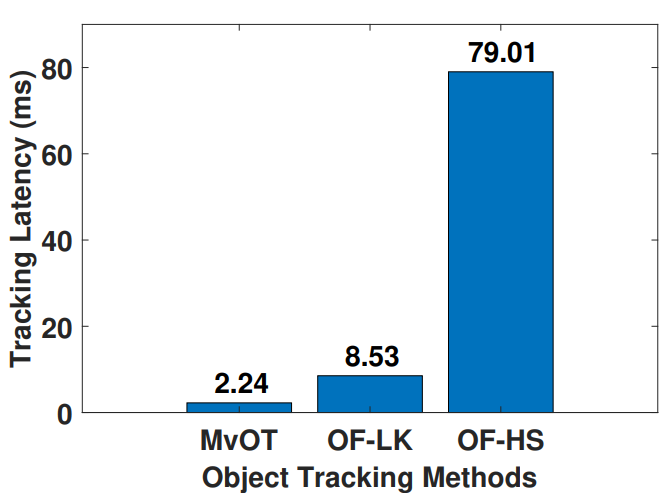 79.01
80
60
40
20
0
Tracking Latency (ms)
8.53
2.24
MvOT OF-LK OF-HS
Object Tracking Methods